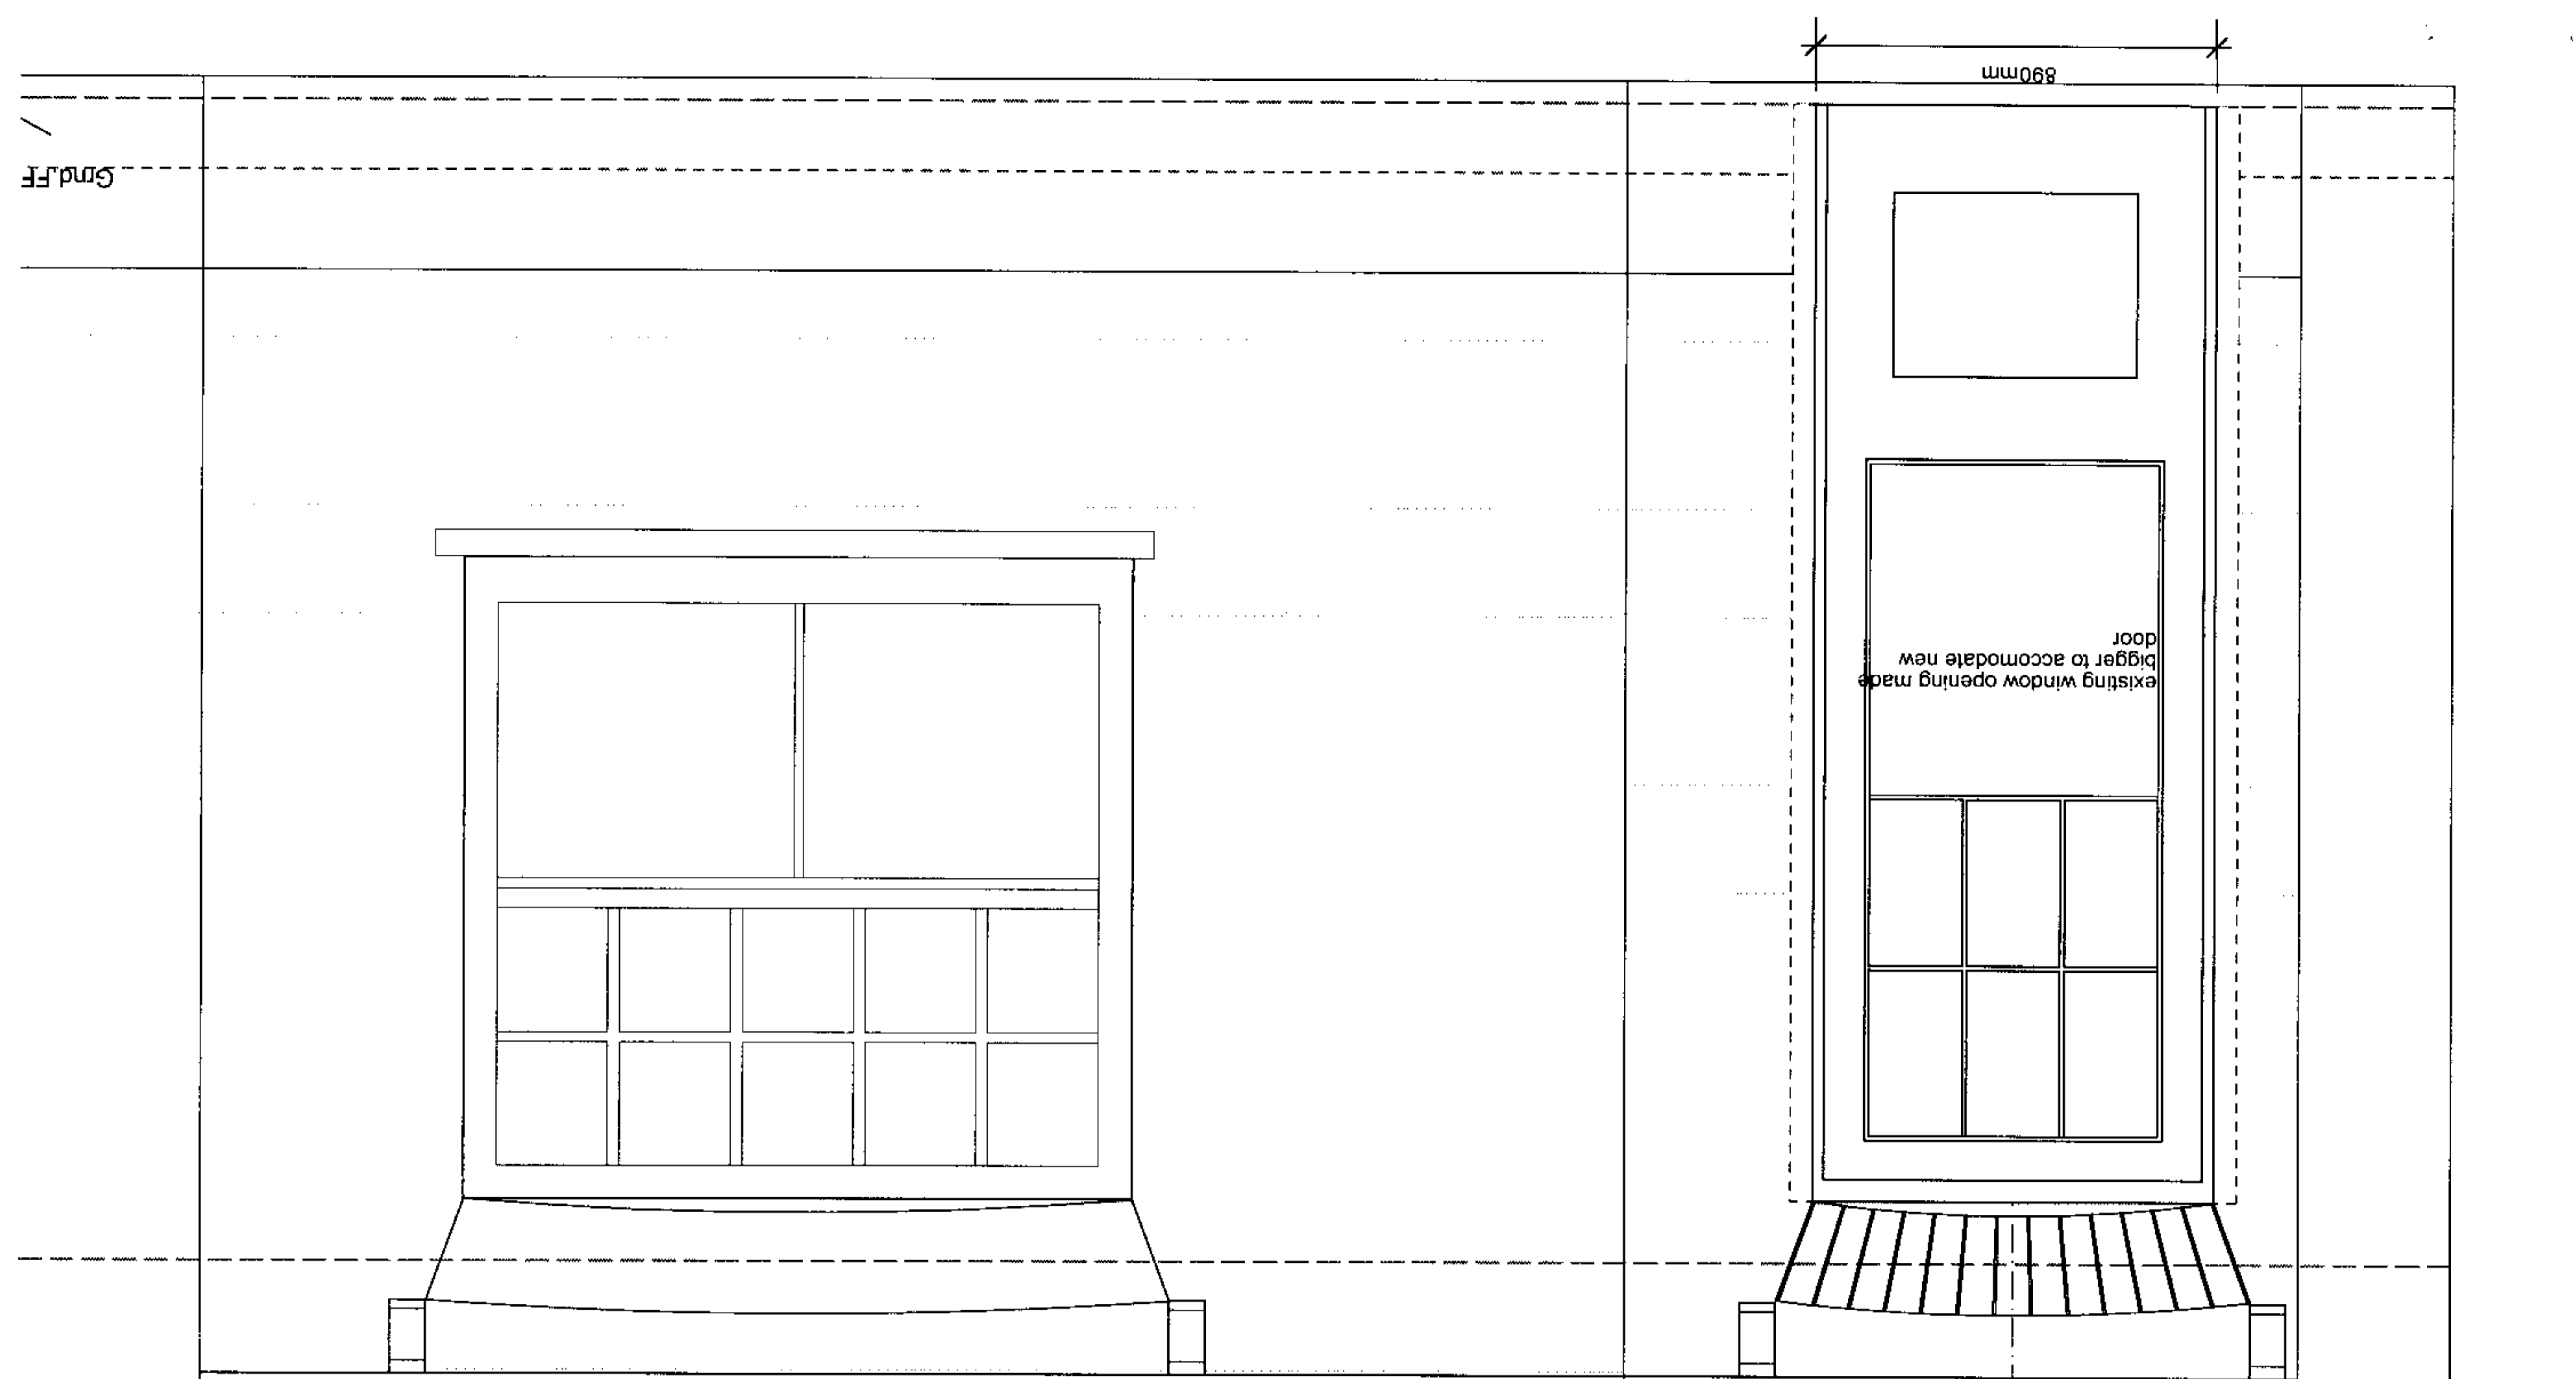 existing window opening made
bigger to accomodate new
door
Grnd.FF
890mm